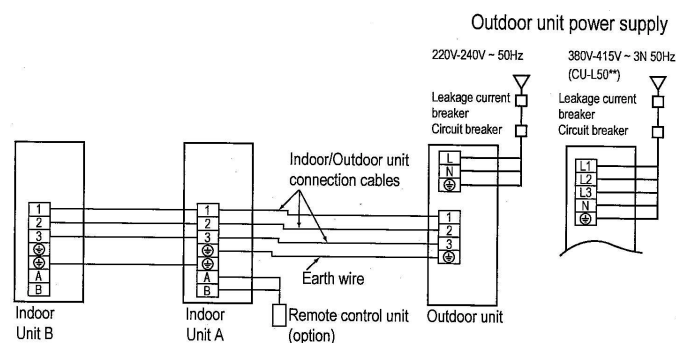 Outdoor unit power supply
220V-240V ~ 50Hz
380V-415V ~ 3N 50Hz
(CU-L50**)
Leakage current
breaker
Circuit breaker
Leakage current
breaker
Circuit breaker
L
N
L1
L2
L3
N
Indoor/Outdoor unit
connection cables
1
2
3
A
B
1
2
3
A
B
1
2
3
Earth wire
Indoor
Unit B
Indoor
Unit A
Remote control unit
(option)
Outdoor unit